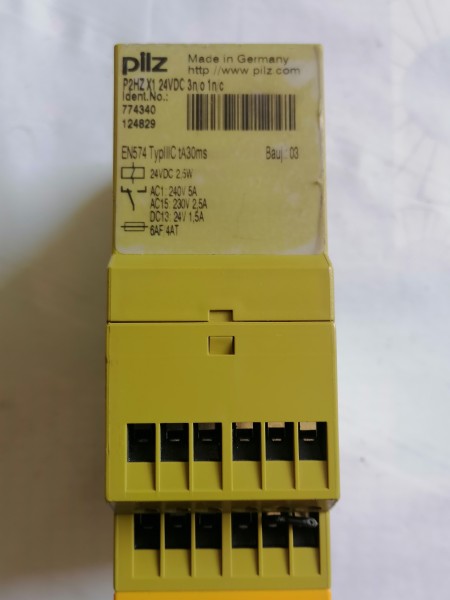 pilz
Made in Germany
http://www.pilz.com
P2HZ X1 24VDC 3n/o 1n/c
Ident.No.:
774340
124829
EN574 TypIIIC tA30ms Bauj.: 03
24VDC 2,5W
AC1: 240V 5A
AC15: 230V 2,5A
DC13: 24V 1,5A
6AF 4AT